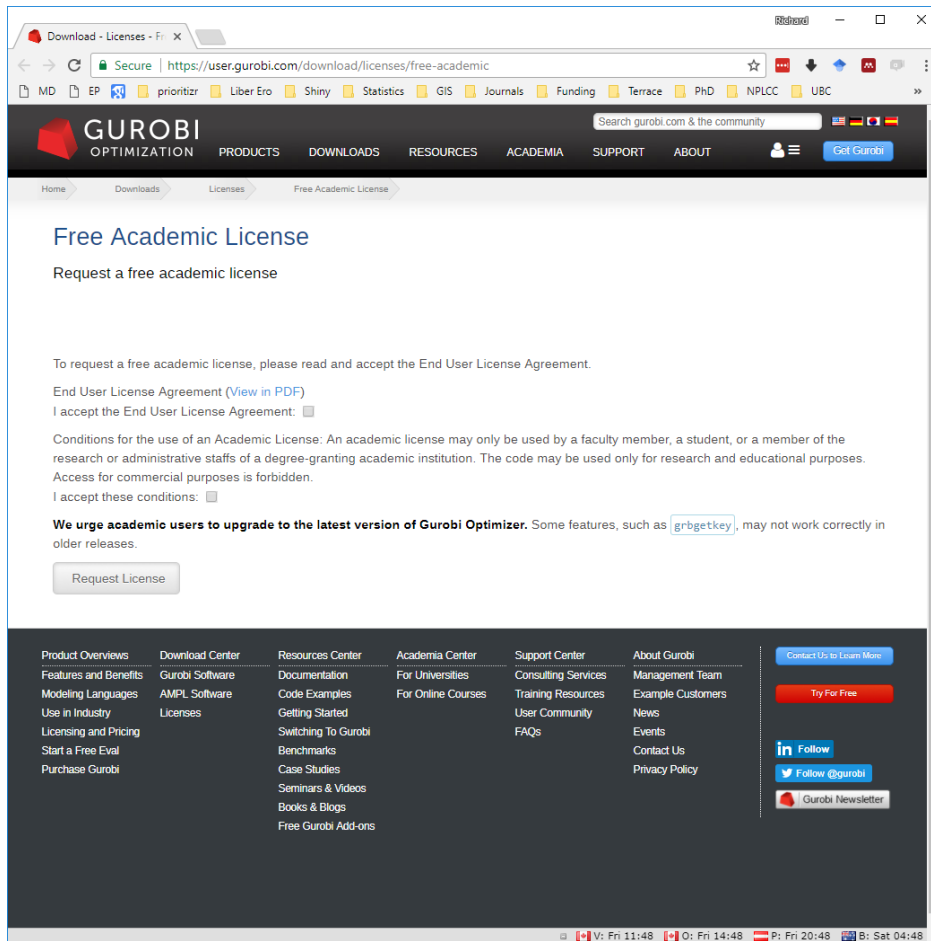 Richard
Download - Licenses - Fr
Secure | https://user.gurobi.com/download/licenses/free-academic
MD EP prioritizr Liber Ero Shiny Statistics GIS Journals Funding Terrace PhD NPLCC UBC »
GUROBI
OPTIMIZATION
Search gurobi.com & the community
PRODUCTS DOWNLOADS RESOURCES ACADEMIA SUPPORT ABOUT Get Gurobi
Home Downloads Licenses Free Academic License
Free Academic License
Request a free academic license
To request a free academic license, please read and accept the End User License Agreement.
End User License Agreement (View in PDF)
I accept the End User License Agreement:
Conditions for the use of an Academic License: An academic license may only be used by a faculty member, a student, or a member of the
research or administrative staffs of a degree-granting academic institution. The code may be used only for research and educational purposes.
Access for commercial purposes is forbidden.
I accept these conditions:
We urge academic users to upgrade to the latest version of Gurobi Optimizer. Some features, such as grbgetkey, may not work correctly in
older releases.
Request License
Product Overviews Download Center Resources Center Academia Center Support Center About Gurobi Contact Us to Learn More
Features and Benefits Gurobi Software Documentation For Universities Consulting Services Management Team
Modeling Languages AMPL Software Code Examples For Online Courses Training Resources Example Customers Try For Free
Use in Industry Licenses Getting Started User Community News
Licensing and Pricing Switching To Gurobi FAQs Events
Start a Free Eval Benchmarks Contact Us in Follow
Purchase Gurobi Case Studies Privacy Policy Follow @gurobi
Seminars & Videos
Books & Blogs Gurobi Newsletter
Free Gurobi Add-ons
V: Fri 11:48 O: Fri 14:48 P: Fri 20:48 B: Sat 04:48